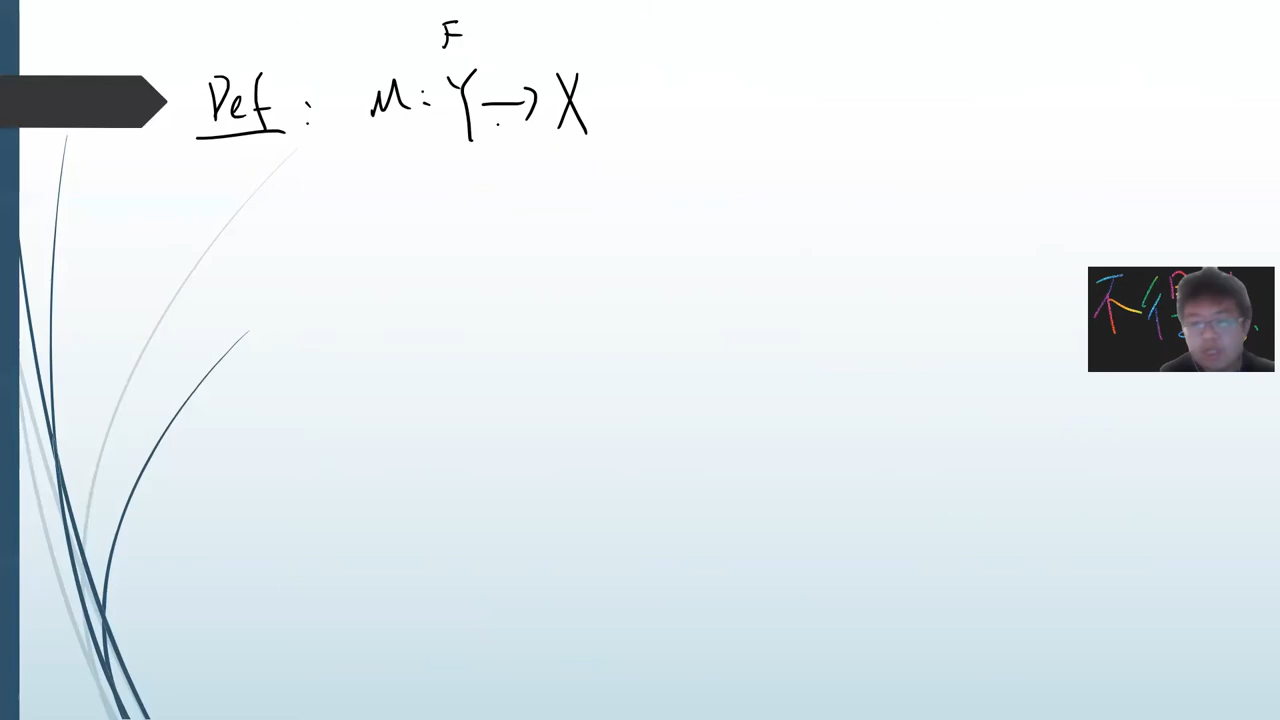 F
Def : M: Y → X